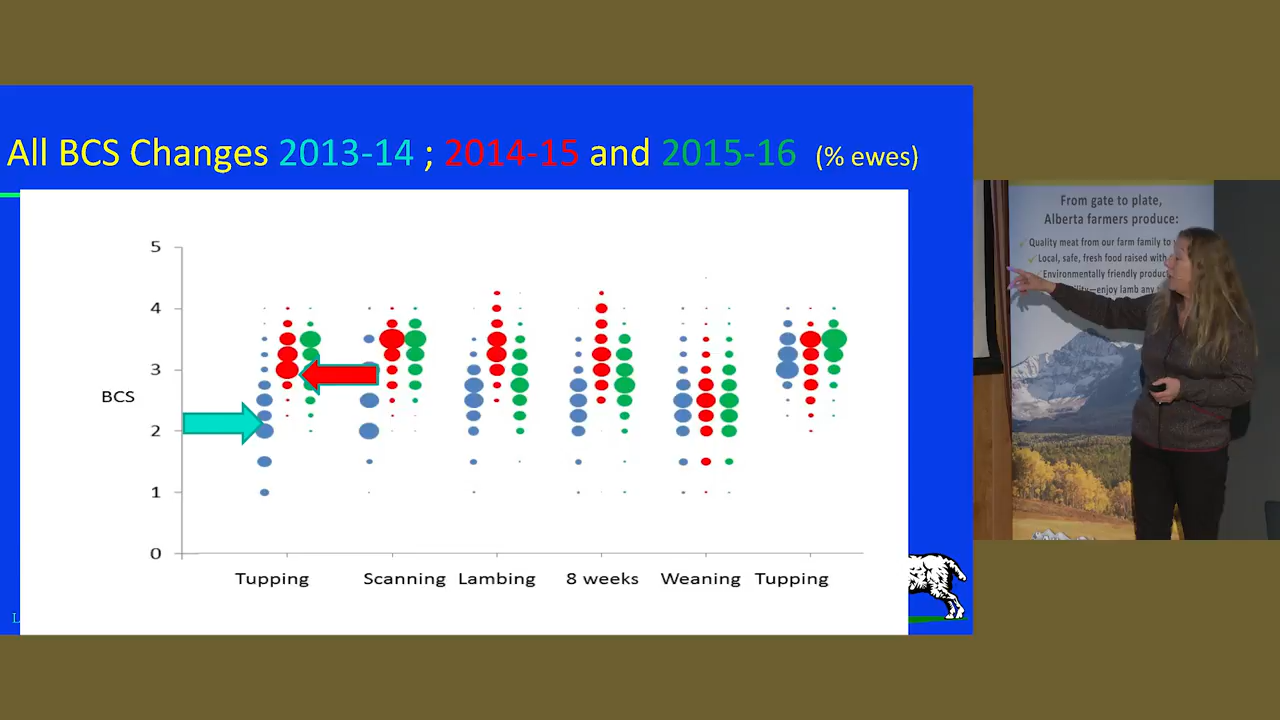 All BCS Changes 2013-14 ; 2014-15 and 2015-16 (% ewes)
5
4
3
BCS
2
1
0
Tupping Scanning Lambing 8 weeks Weaning Tupping
L
From gate to plate,
Alberta farmers produce:
✓ Quality meat from our farm family to
✓ Local, safe, fresh food raised with
✓ Environmentally friendly
enjoy lamb any